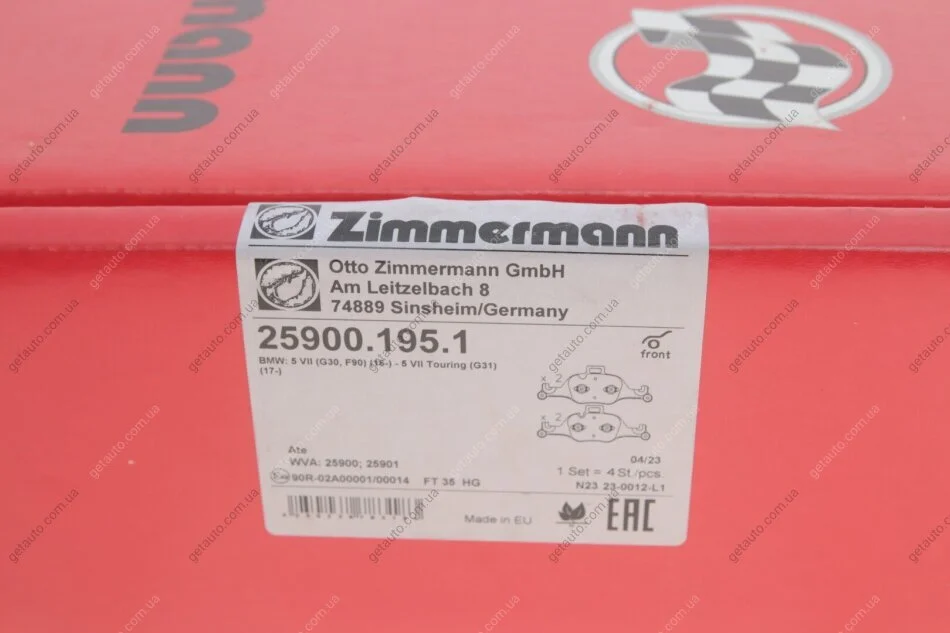 Zimmermann
Otto Zimmermann GmbH
Am Leitzelbach 8
74889 Sinsheim/Germany
25900.195.1
front
BMW: 5 VII (G30, F90) (16-) - 5 VII Touring (G31)
(17-)
x 2
x 2
Ate
WVA: 25900; 25901
90R-02A00001/00014 FT 35 HG
04/23
1 Set = 4 St./pcs.
N23 23-0012-L1
Made in EU
EAC
getauto.com.ua